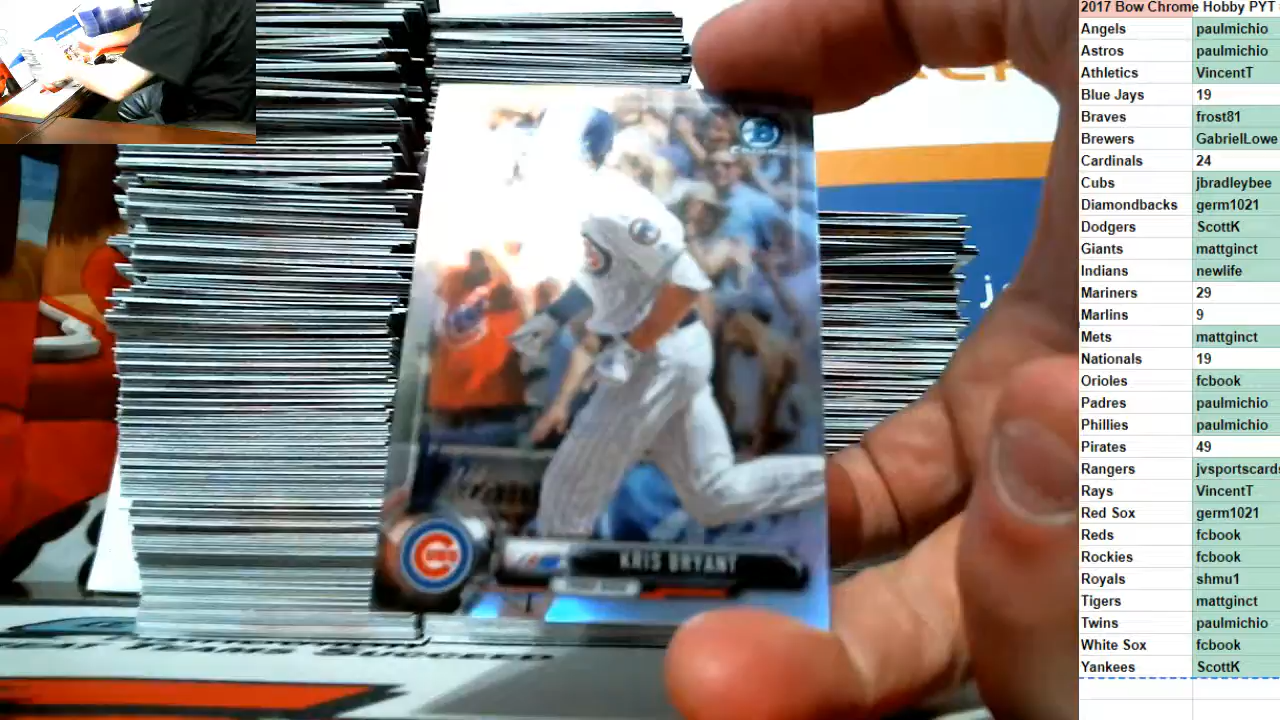 2017 Bow Chrome Hobby PYT
Angels paulmichio
Astros paulmichio
Athletics VincentT
Blue Jays 19
Braves frost81
Brewers GabrielLowe
Cardinals 24
Cubs jbradleybee
Diamondbacks germ1021
Dodgers ScottK
Giants mattginct
Indians newlife
Mariners 29
Marlins 9
Mets mattginct
Nationals 19
Orioles fcbook
Padres paulmichio
Phillies paulmichio
Pirates 49
Rangers jvsportscards
Rays VincentT
Red Sox germ1021
Reds fcbook
Rockies fcbook
Royals shmu1
Tigers mattginct
Twins paulmichio
White Sox fcbook
Yankees ScottK
KRIS BRYANT